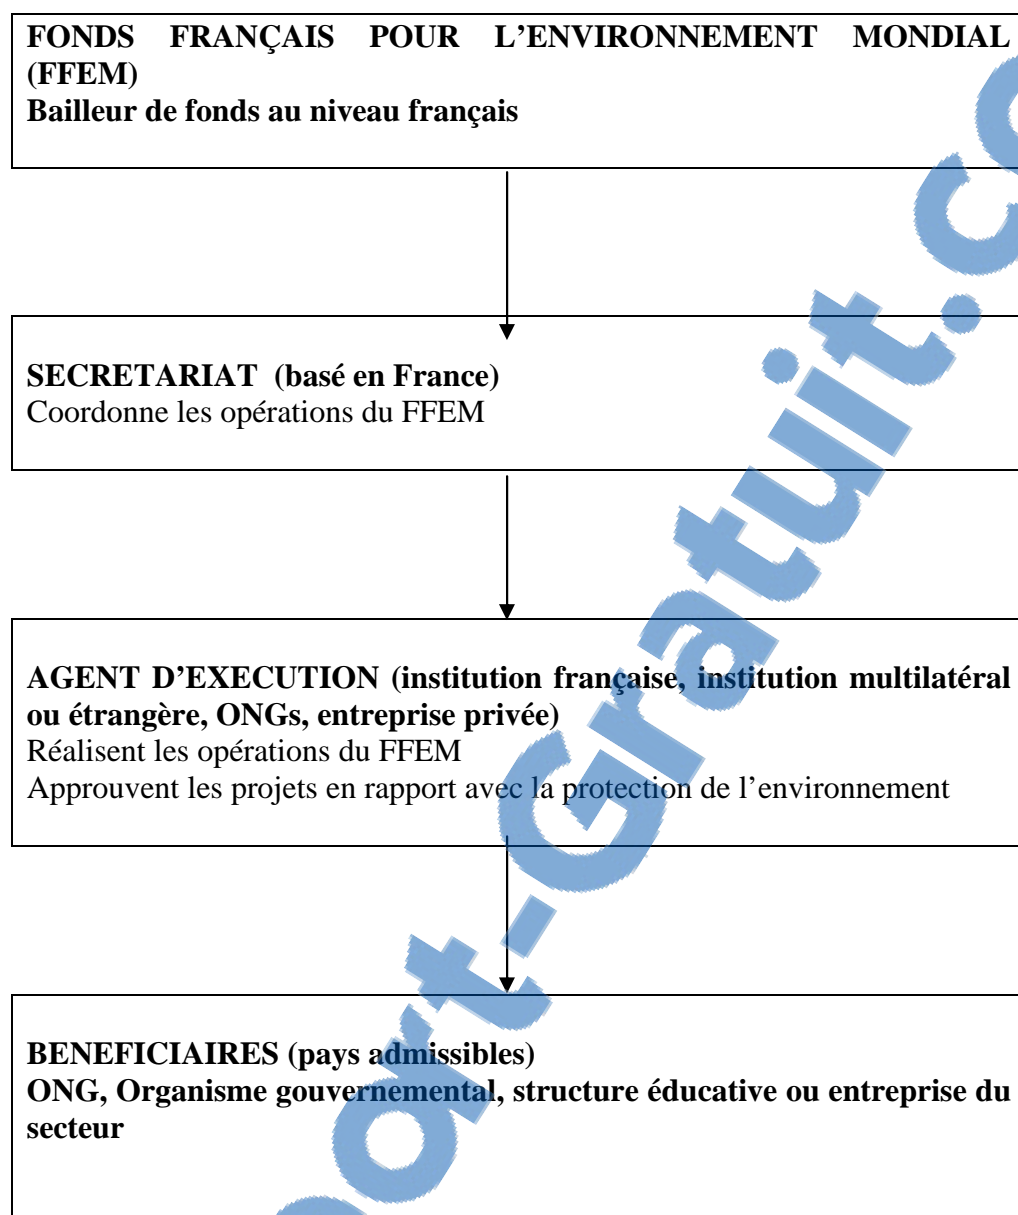 FONDS FRANÇAIS POUR L'ENVIRONNEMENT MONDIAL
(FFEM)
Bailleur de fonds au niveau français
SECRETARIAT (basé en France)
Coordonne les opérations du FFEM
AGENT D'EXECUTION (institution française, institution multilatéral
ou étrangère, ONGs, entreprise privée)
Réalisent les opérations du FFEM
Approuvent les projets en rapport avec la protection de l'environnement
BENEFICIAIRES (pays admissibles)
ONG, Organisme gouvernemental, structure éducative ou entreprise du
secteur
ort-Gratuit.c